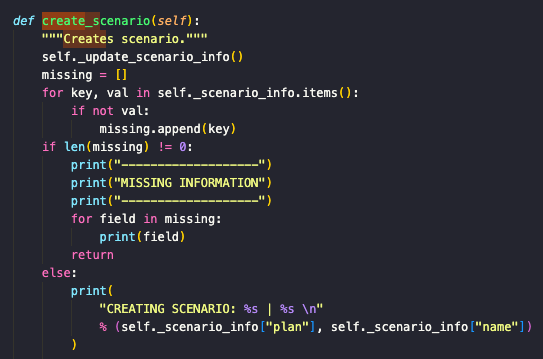 def create_scenario(self):
    """Creates scenario."""
    self._update_scenario_info()
    missing = []
    for key, val in self._scenario_info.items():
        if not val:
            missing.append(key)
    if len(missing) != 0:
        print("-------------------")
        print("MISSING INFORMATION")
        print("-------------------")
        for field in missing:
            print(field)
        return
    else:
        print(
            "CREATING SCENARIO: %s | %s \n"
            % (self._scenario_info["plan"], self._scenario_info["name"])
        )